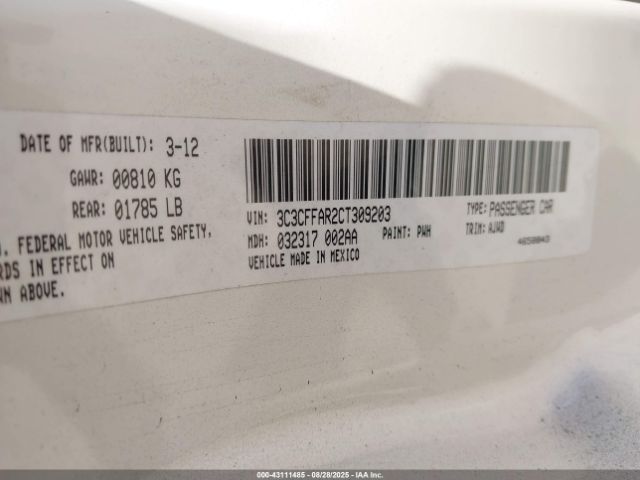 DATE OF MFR(BUILT): 3-12
GAWR: 00810 KG
REAR: 01785 LB
FEDERAL MOTOR VEHICLE SAFETY,
RDS IN EFFECT ON
WN ABOVE.
VIN: 3C3CFFAR2CT309203
TYPE: PASSENGER CAR
MDH: 032317 002AA
PAINT: PWH
TRIM: AJWD
VEHICLE MADE IN MEXICO
000-43111485 - 08/28/2025 - IAA Inc.